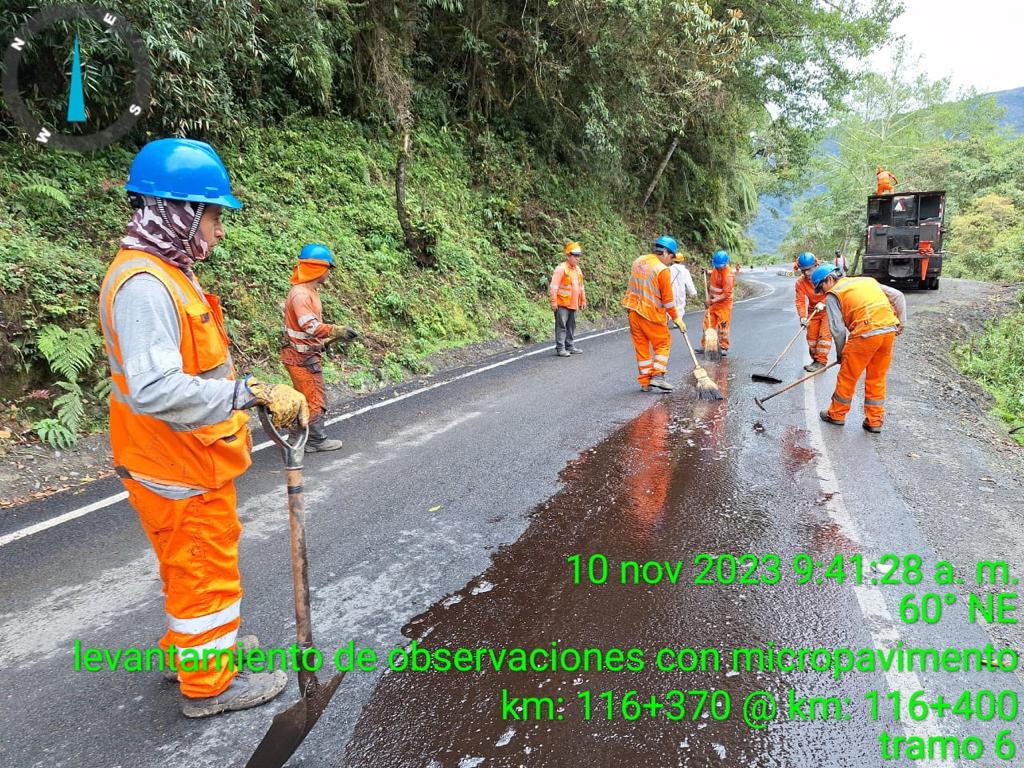 N
E
S
W
10 nov 2023 9:41:28 a. m.
60° NE
levantamiento de observaciones con micropavimento
km: 116+370 @ km: 116+400
tramo 6